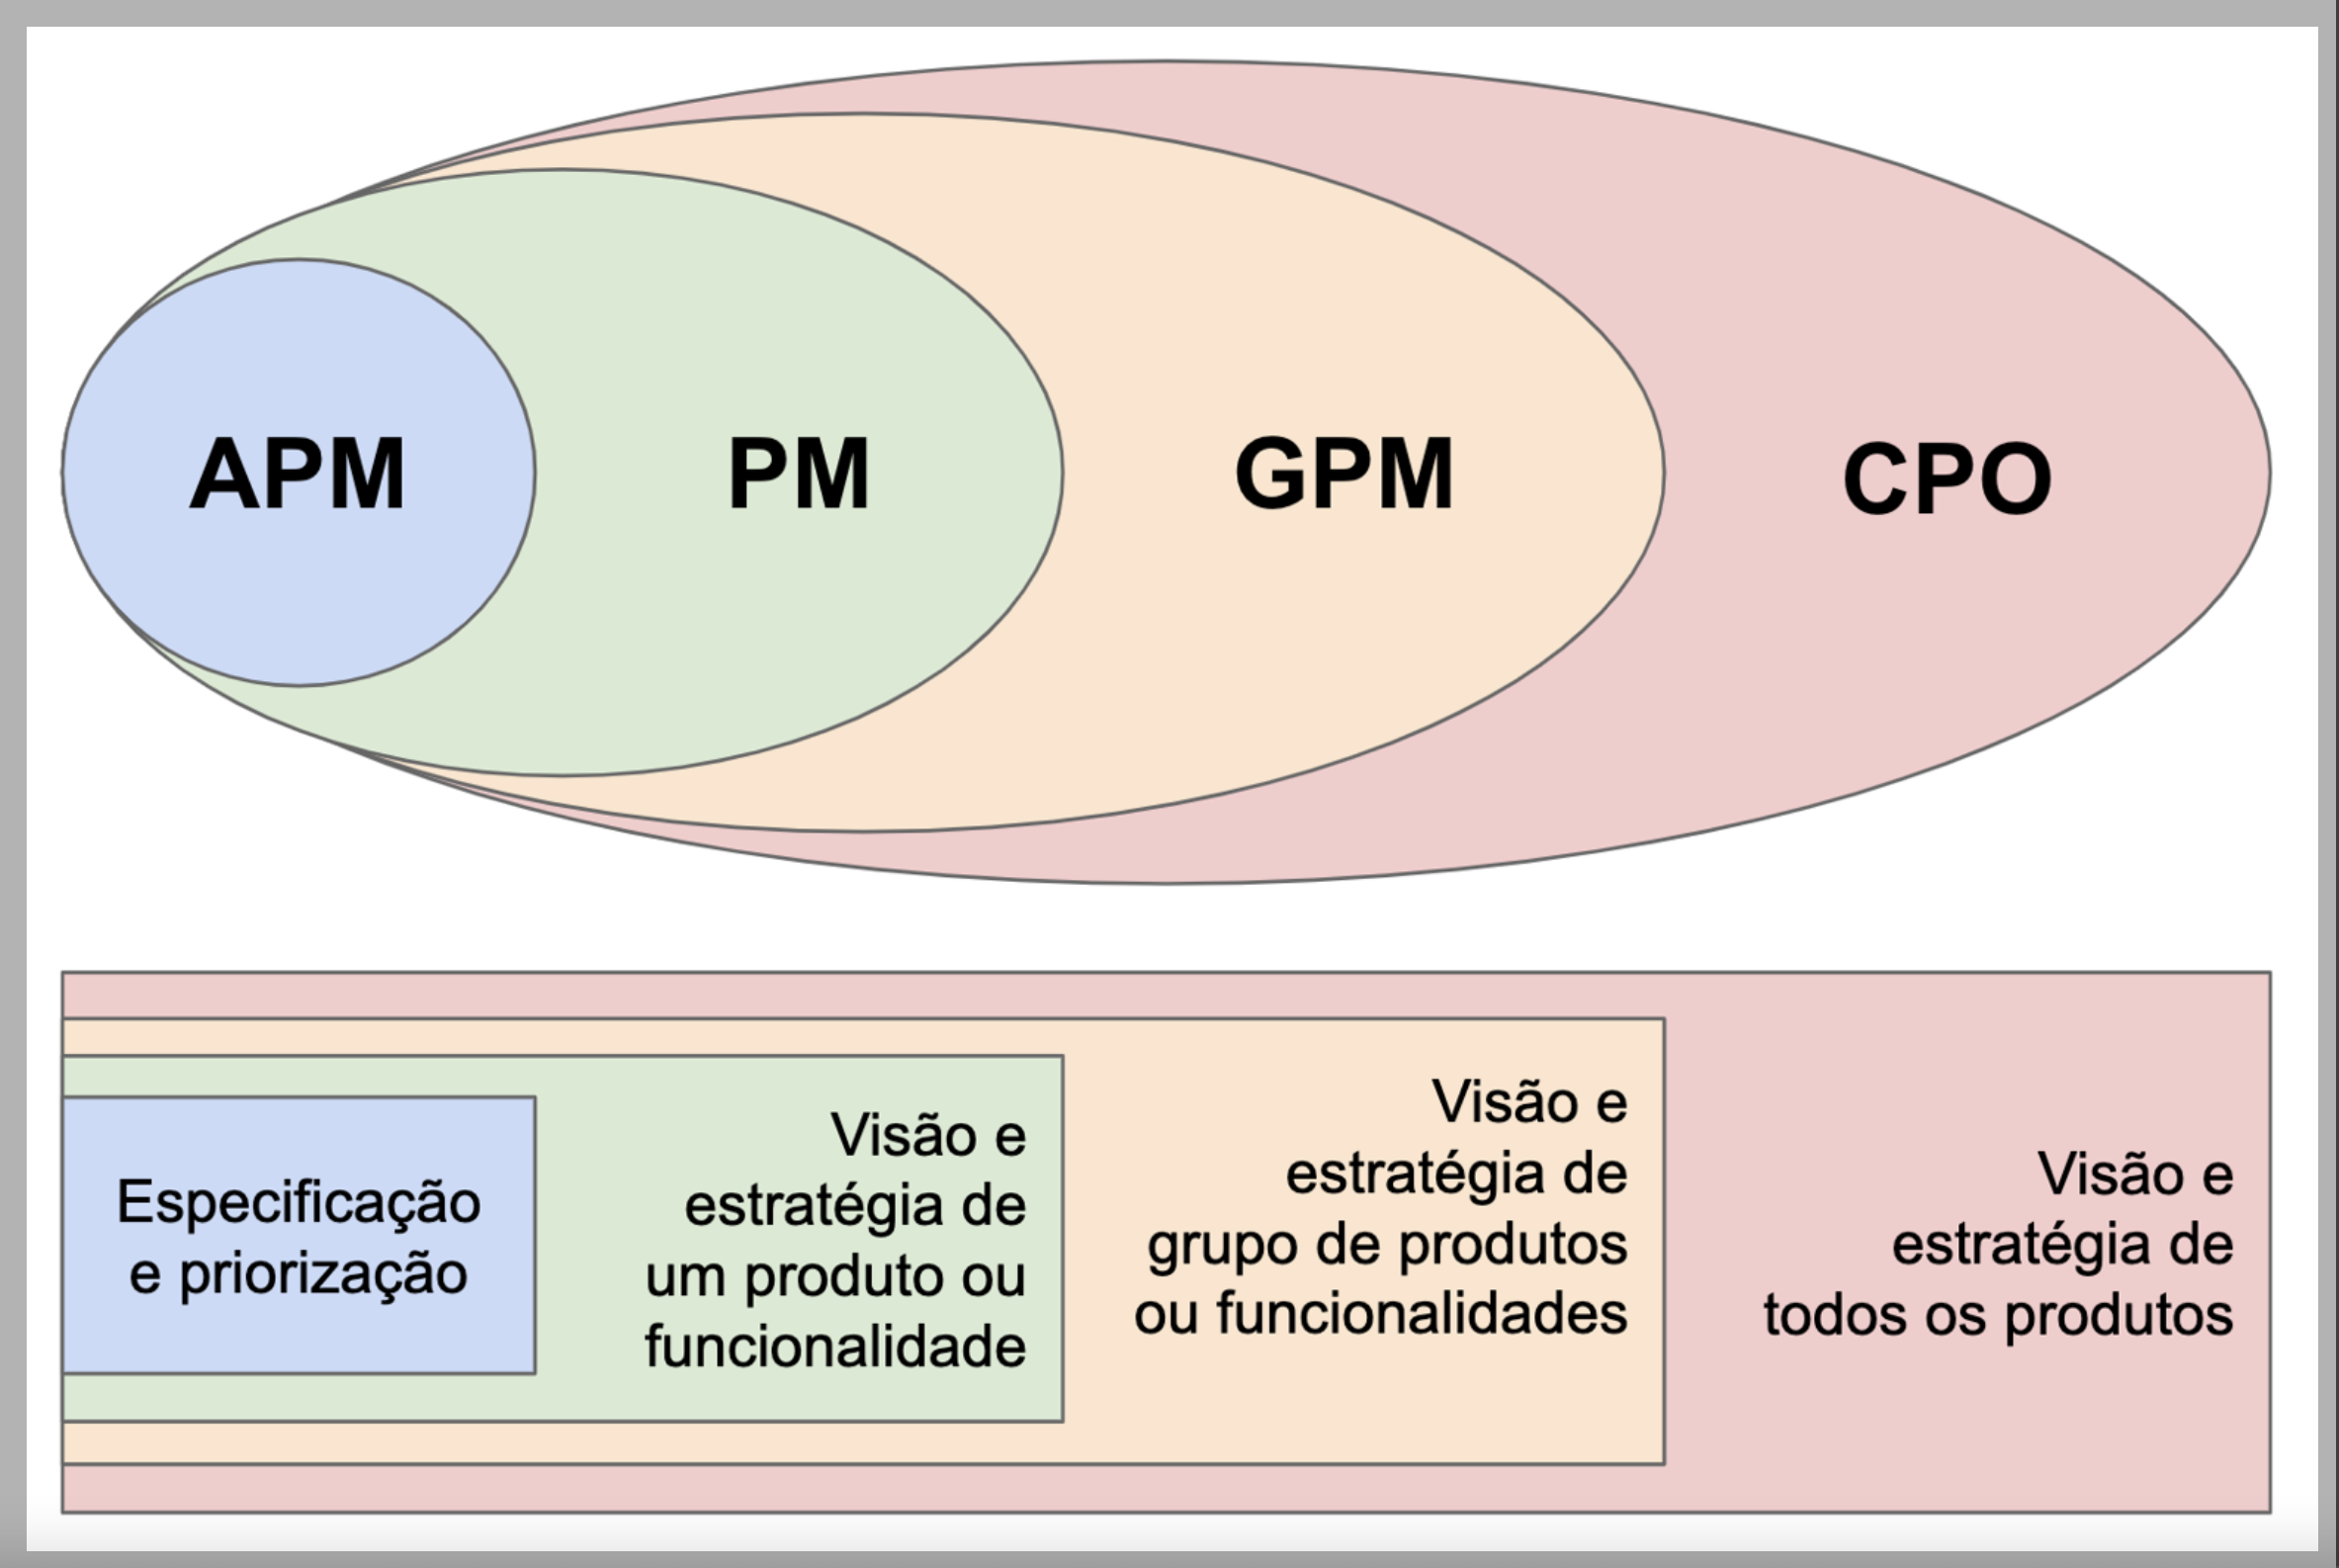 APM
PM
GPM
CPO
Especificação
e priorização
Visão e
estratégia de
um produto ou
funcionalidade
Visão e
estratégia de
grupo de produtos
ou funcionalidades
Visão e
estratégia de
todos os produtos